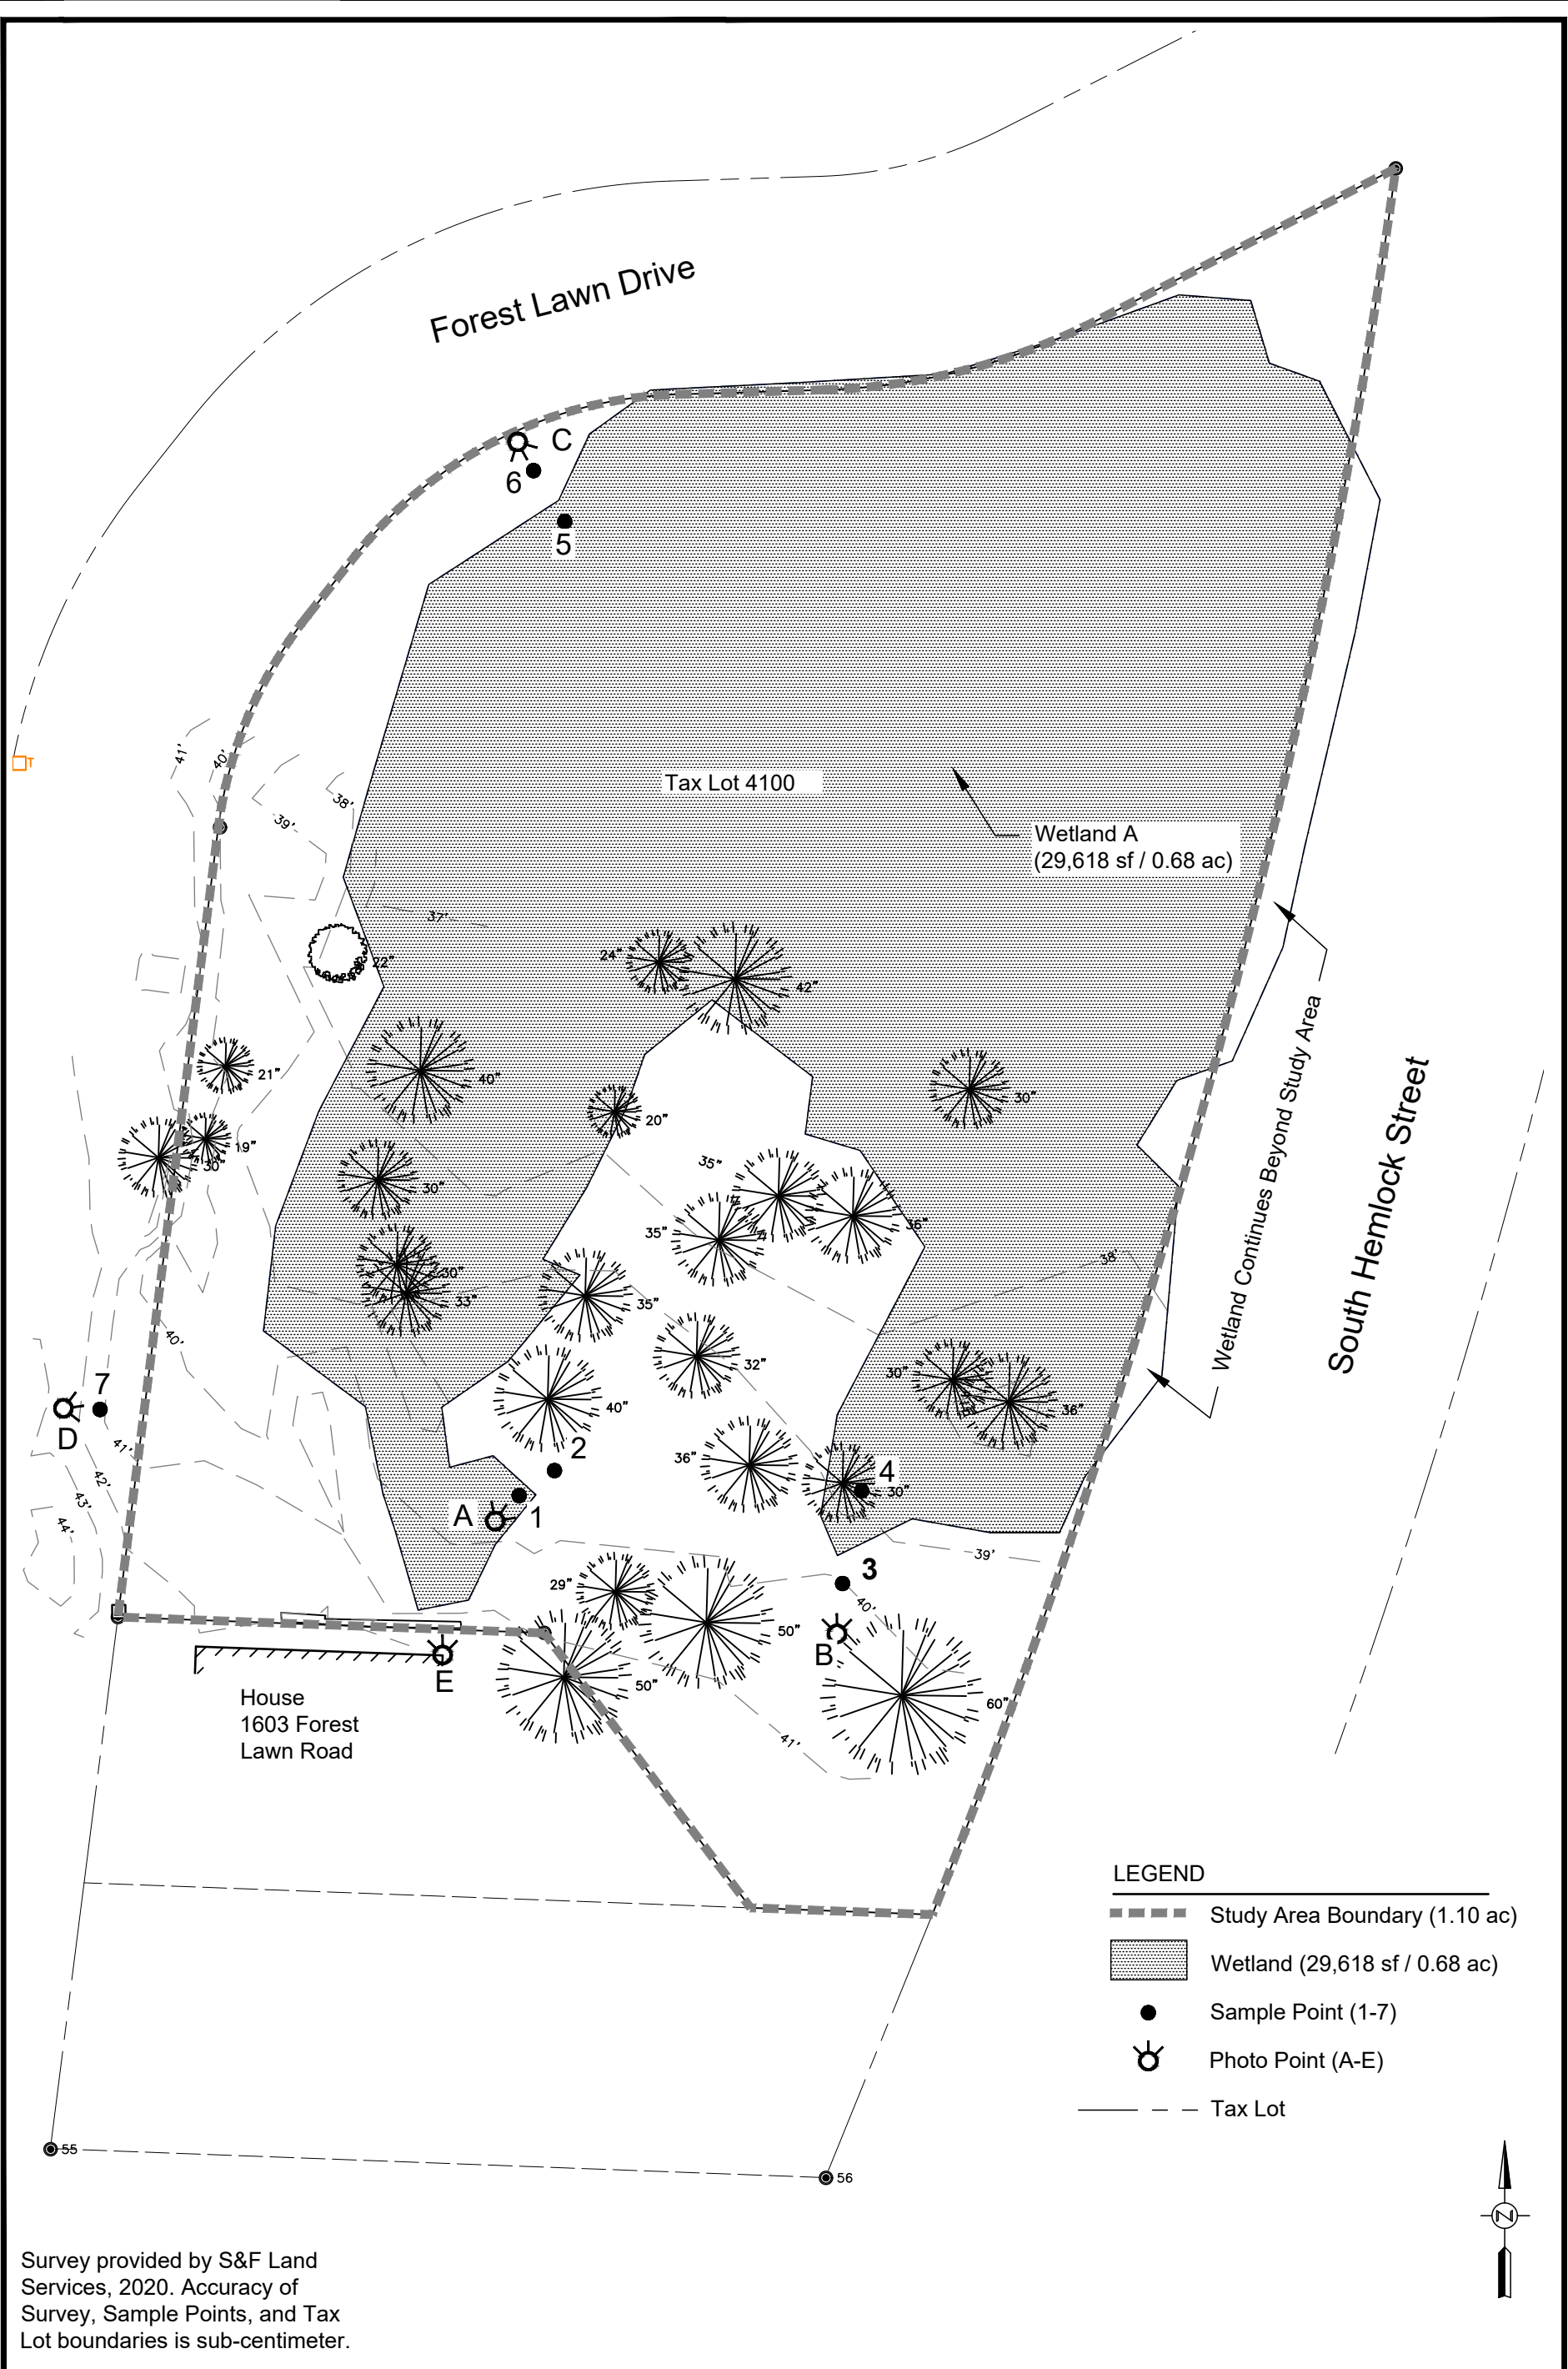 Forest Lawn Drive
C
6
5
41'
40'
T
38'
39'
Tax Lot 4100
Wetland A
(29,618 sf / 0.68 ac)
37'
22"
24"
42"
40"
21"
30"
20"
19"
30"
30"
35"
35"
36"
Wetland Continues Beyond Study Area
South Hemlock Street
38'
30"
33"
35"
40'
32"
30"
36"
7
D
40"
41'
2
36"
42'
4
30"
43'
A
1
44'
39'
3
29"
40'
50"
B
E
50"
60"
House
1603 Forest
Lawn Road
41'
LEGEND
Study Area Boundary (1.10 ac)
Wetland (29,618 sf / 0.68 ac)
Sample Point (1-7)
Photo Point (A-E)
Tax Lot
55
56
Z
Survey provided by S&F Land
Services, 2020. Accuracy of
Survey, Sample Points, and Tax
Lot boundaries is sub-centimeter.